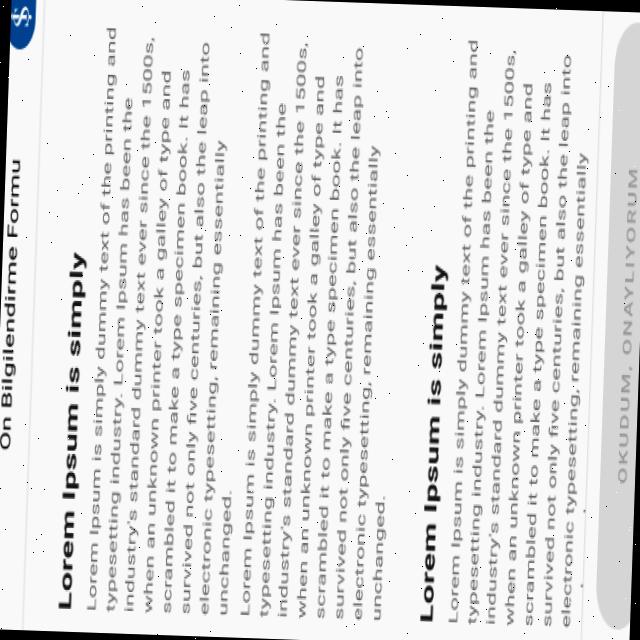 $
On Bilgilendirme Formu
Lorem Ipsum is simply
Lorem Ipsum is simply dummy text of the printing and
typesetting industry. Lorem Ipsum has been the
industry's standard dummy text ever since the 1500s,
when an unknown printer took a galley of type and
scrambled it to make a type specimen book. It has
survived not only five centuries, but also the leap into
electronic typesetting, remaining essentially
unchanged.
Lorem Ipsum is simply dummy text of the printing and
typesetting industry. Lorem Ipsum has been the
industry's standard dummy text ever since the 1500s,
when an unknown printer took a galley of type and
scrambled it to make a type specimen book. It has
survived not only five centuries, but also the leap into
electronic typesetting, remaining essentially
unchanged.
Lorem Ipsum is simply
Lorem Ipsum is simply dummy text of the printing and
typesetting industry. Lorem Ipsum has been the
industry's standard dummy text ever since the 1500s,
when an unknown printer took a galley of type and
scrambled it to make a type specimen book. It has
survived not only five centuries, but also the leap into
electronic typesetting, remaining essentially
OKUDUM, ONAYLIYORUM